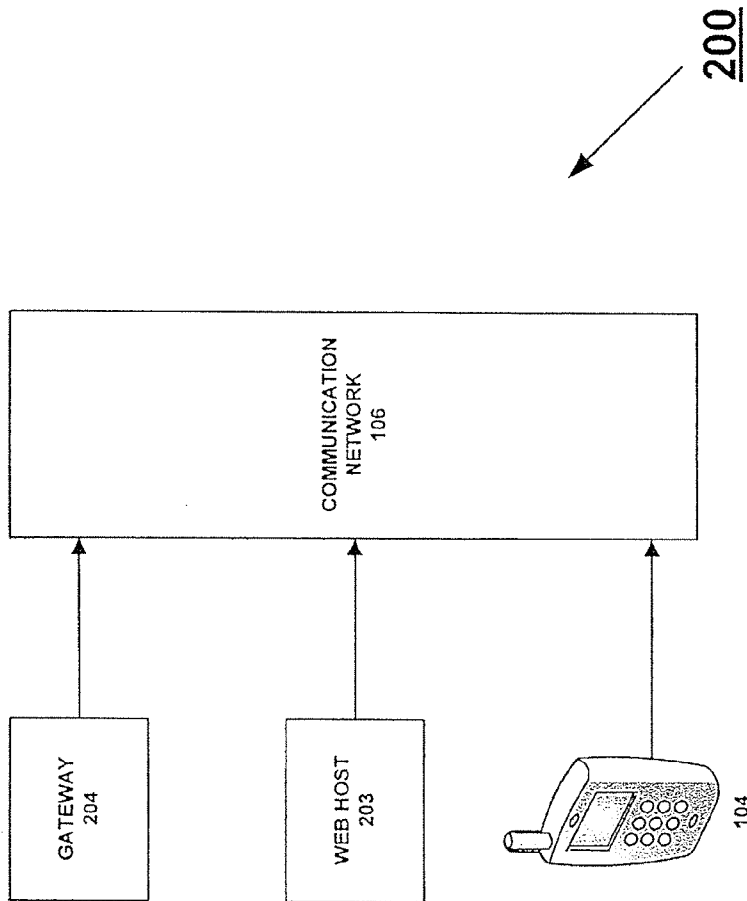 200
COMMUNICATION
NETWORK
106
GATEWAY
204
WEB HOST
203
104